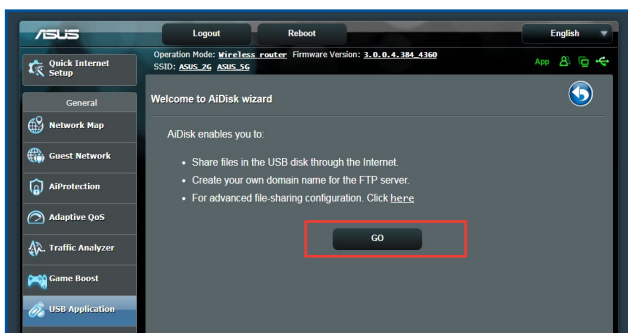 ASUS
Logout
Reboot
English
Operation Mode: Wireless router Firmware Version: 3.0.0.4.384_4360
SSID: ASUS_2G ASUS_5G
App
Quick Internet
Setup
General
Network Map
Guest Network
AiProtection
Adaptive QoS
Traffic Analyzer
Game Boost
USB Application
Welcome to AiDisk wizard
AiDisk enables you to:
• Share files in the USB disk through the Internet.
• Create your own domain name for the FTP server.
• For advanced file-sharing configuration. Click here
GO